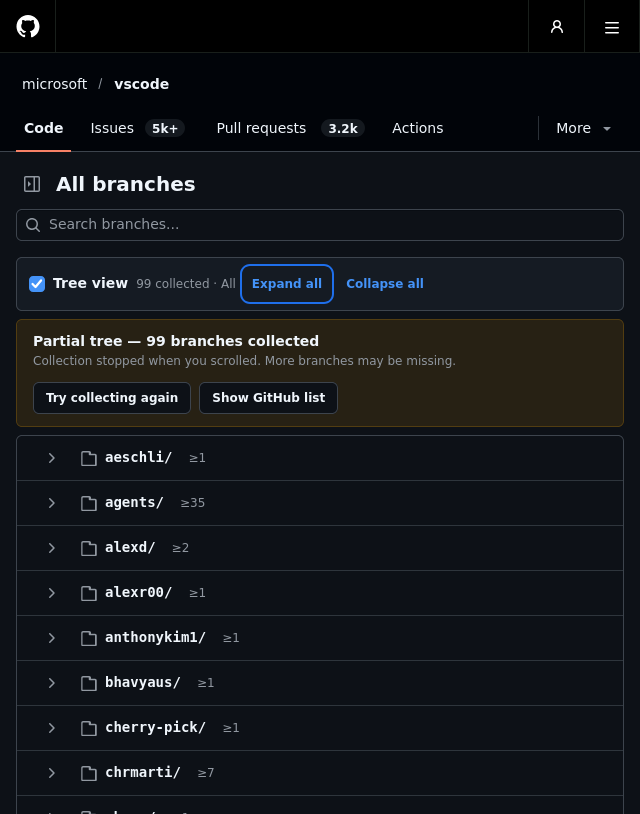 microsoft / vscode
Code Issues 5k+ Pull requests 3.2k Actions More
All branches
Search branches...
Tree view 99 collected · All Expand all Collapse all
Partial tree — 99 branches collected
Collection stopped when you scrolled. More branches may be missing.
Try collecting again Show GitHub list
aeschli/ ≥1
agents/ ≥35
alexd/ ≥2
alexr00/ ≥1
anthonykim1/ ≥1
bhavyaus/ ≥1
cherry-pick/ ≥1
chrmarti/ ≥7